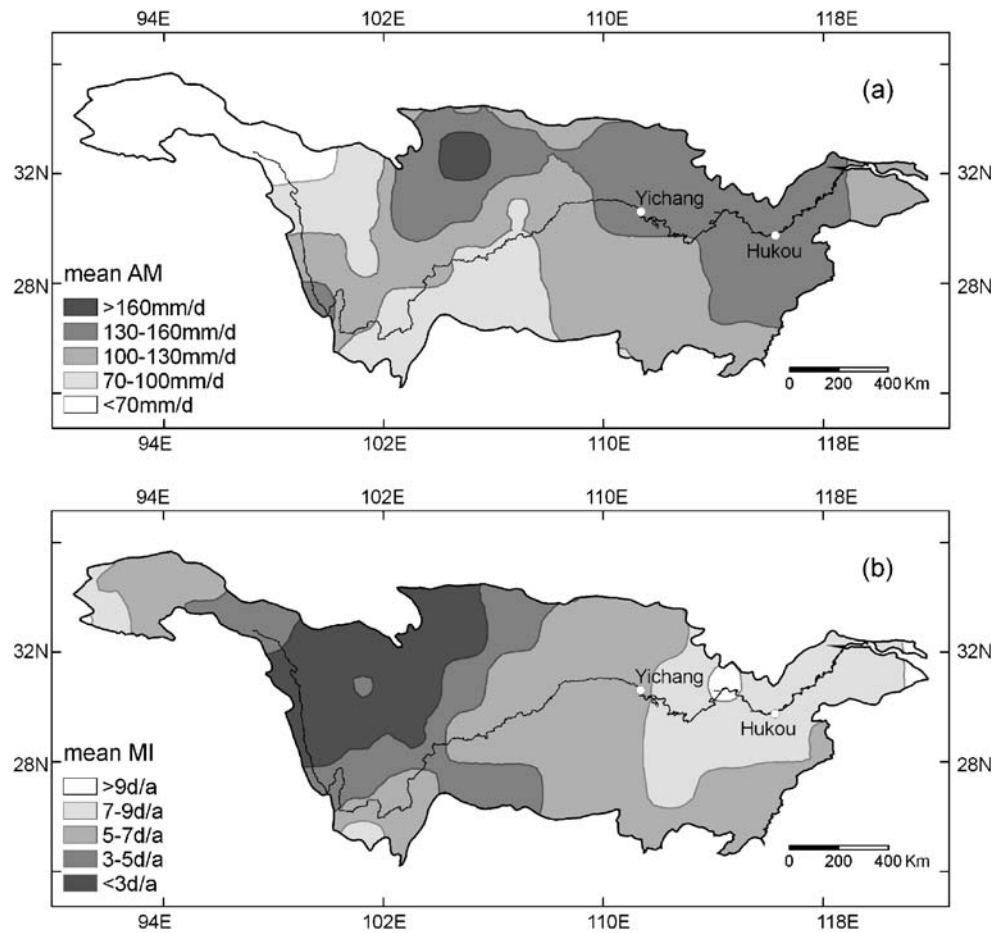 94E 102E 110E 118E
(a)
32N 32N
Yichang
Hukou
28N 28N
mean AM
>160mm/d
130-160mm/d
100-130mm/d
70-100mm/d
<70mm/d
0 200 400 Km
94E 102E 110E 118E
94E 102E 110E 118E
(b)
32N 32N
Yichang
Hukou
28N 28N
mean MI
>9d/a
7-9d/a
5-7d/a
3-5d/a
<3d/a
0 200 400 Km
94E 102E 110E 118E